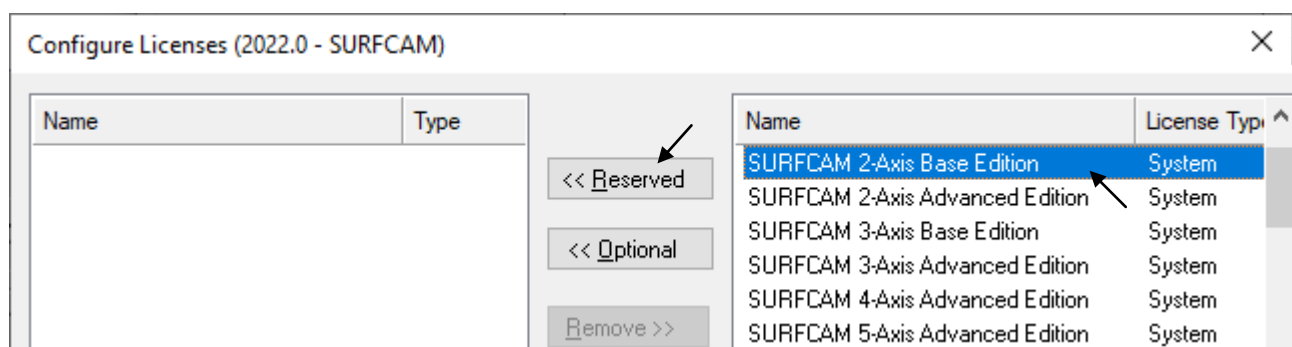 Configure Licenses (2022.0 - SURFCAM)
Name Type
<< Reserved
<< Optional
Remove >>
Name License Type
SURFCAM 2-Axis Base Edition System
SURFCAM 2-Axis Advanced Edition System
SURFCAM 3-Axis Base Edition System
SURFCAM 3-Axis Advanced Edition System
SURFCAM 4-Axis Advanced Edition System
SURFCAM 5-Axis Advanced Edition System